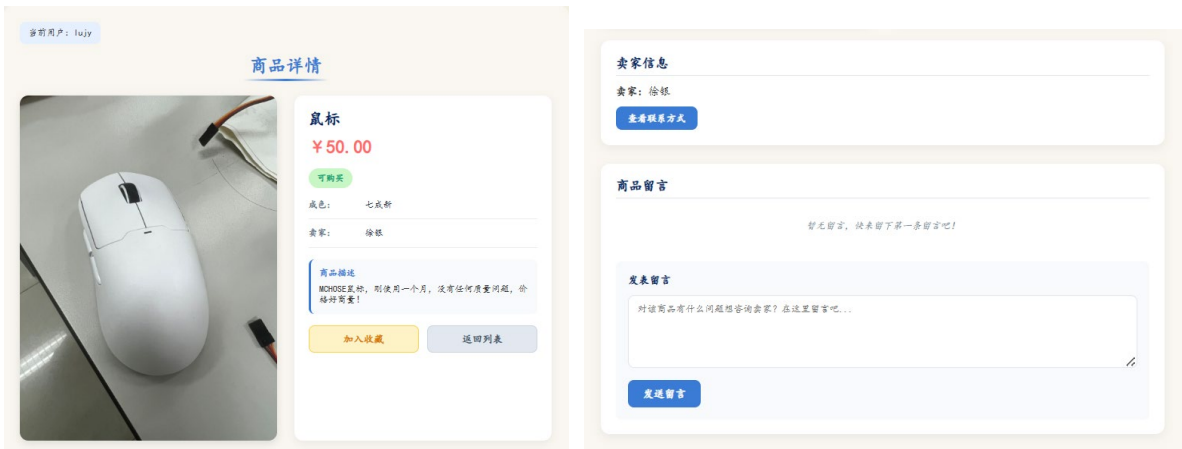 当前用户: lujy
商品详情
鼠标
￥50.00
可购买
成色: 七成新
卖家: 徐银
商品描述
MCHOSE鼠标, 刚使用一个月, 没有任何质量问题, 价
格好商量!
加入收藏
返回列表
卖家信息
卖家: 徐银
查看联系方式
商品留言
暂无留言, 快来留下第一条留言吧!
发表留言
对该商品有什么问题想咨询卖家? 在这里留言吧...
发送留言